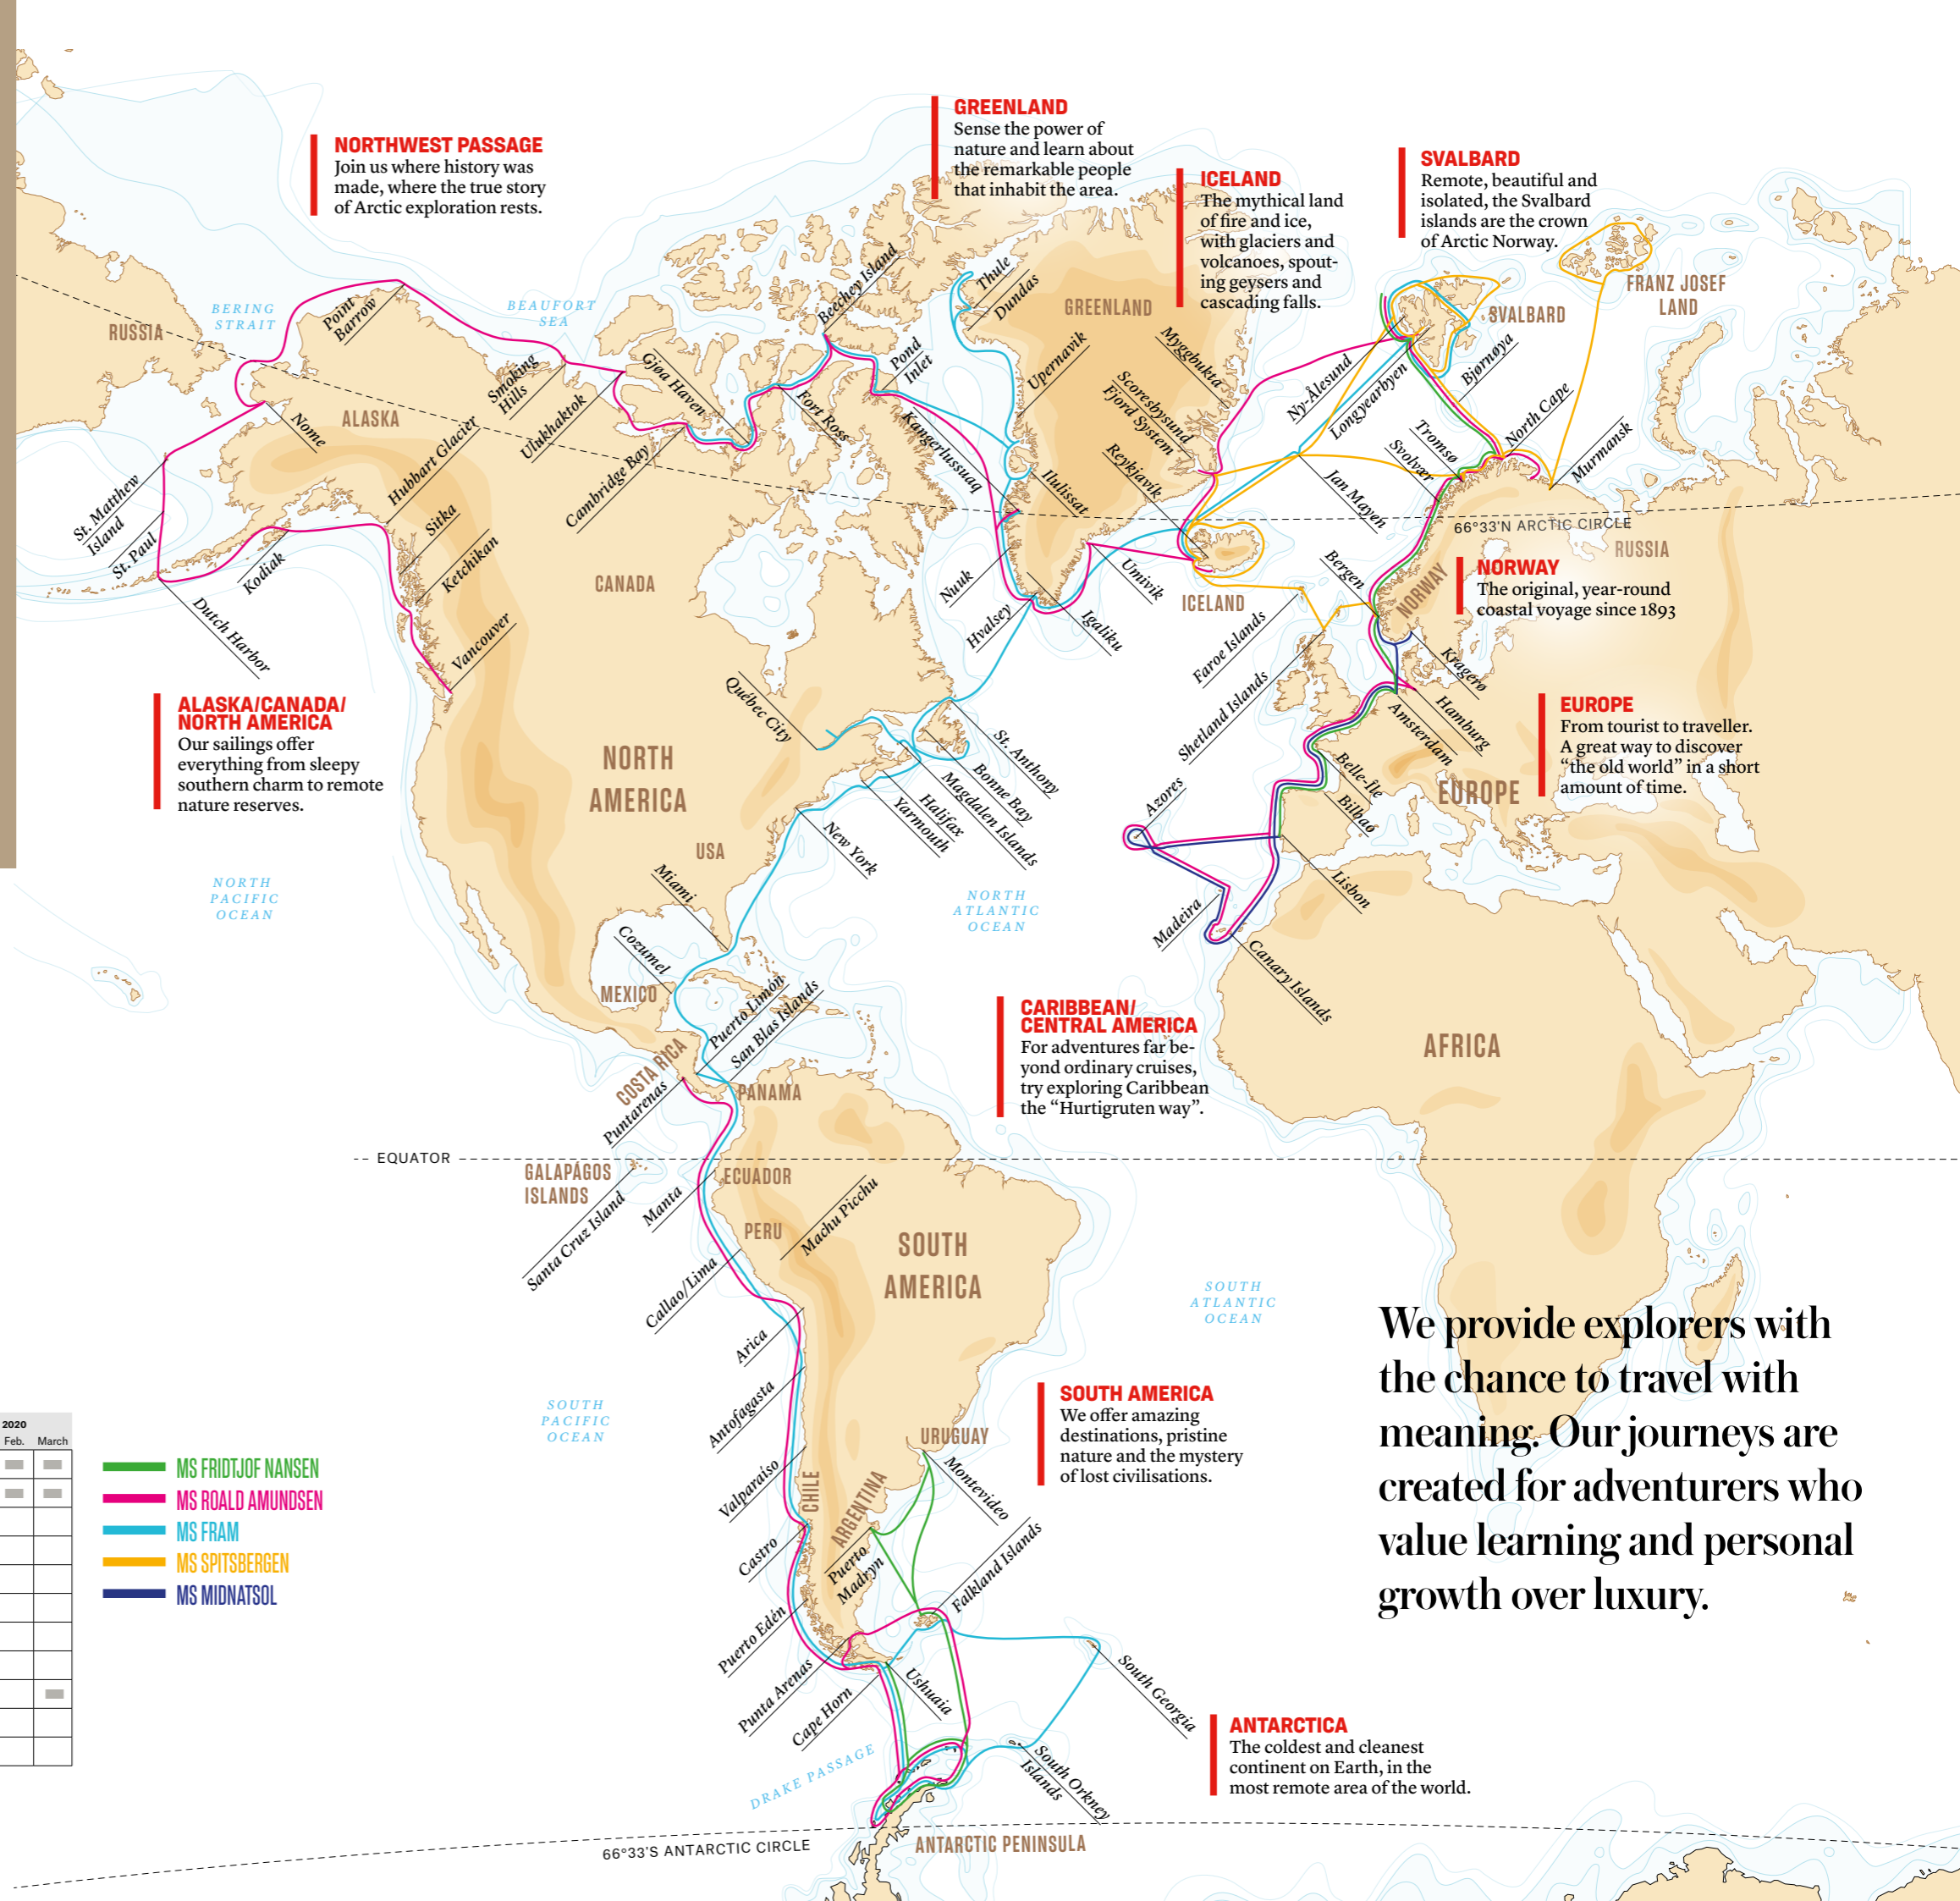 NORTHWEST PASSAGE
Join us where history was
made, where the true story
of Arctic exploration rests.
GREENLAND
Sense the power of
nature and learn about
the remarkable people
that inhabit the area.
ICELAND
The mythical land
of fire and ice,
with glaciers and
volcanoes, spout-
ing geysers and
cascading falls.
SVALBARD
Remote, beautiful and
isolated, the Svalbard
islands are the crown
of Arctic Norway.
FRANZ JOSEF
LAND
SVALBARD
GREENLAND
RUSSIA
BERING
STRAIT
BEAUFORT
SEA
Point
Barrow
Beechey Island
Thule
Dundas
Upernavik
Myggbukta
Scoresbysund
Fjord System
Reykjavik
Ny-Ålesund
Longyearbyen
Bjørnøya
North Cape
Tromsø
Svolvær
Murmansk
Jan Mayen
Smoking
Hills
Ulukhaktok
Gjøa Haven
Cambridge Bay
Fort Ross
Pond
Inlet
Kangerlussuaq
Ilulissat
ALASKA
Nome
Hubbart Glacier
Sitka
Ketchikan
Vancouver
St. Matthew
Island
St. Paul
Kodiak
Dutch Harbor
66°33'N ARCTIC CIRCLE
RUSSIA
CANADA
Nuuk
Hvalsey
Igaliku
Umivik
ICELAND
Faroe Islands
Shetland Islands
Bergen
NORWAY
NORWAY
The original, year-round
coastal voyage since 1893
Kragerø
Hamburg
Amsterdam
Belle-Île
Bilbao
EUROPE
EUROPE
From tourist to traveller.
A great way to discover
“the old world” in a short
amount of time.
ALASKA/CANADA/
NORTH AMERICA
Our sailings offer
everything from sleepy
southern charm to remote
nature reserves.
NORTH
AMERICA
USA
Québec City
St. Anthony
Bonne Bay
Magdalen Islands
Halifax
Yarmouth
New York
Miami
Azores
Madeira
Lisbon
Canary Islands
NORTH
PACIFIC
OCEAN
NORTH
ATLANTIC
OCEAN
Cozumel
MEXICO
Puerto Limón
San Blas Islands
COSTA RICA
Puntarenas
PANAMA
CARIBBEAN/
CENTRAL AMERICA
For adventures far be-
yond ordinary cruises,
try exploring Caribbean
the “Hurtigruten way”.
AFRICA
EQUATOR
GALAPÁGOS
ISLANDS
Santa Cruz Island
Manta
ECUADOR
PERU
Machu Picchu
Callao/Lima
SOUTH
AMERICA
SOUTH
ATLANTIC
OCEAN
Arica
Antofagasta
SOUTH
PACIFIC
OCEAN
Valparaíso
CHILE
ARGENTINA
URUGUAY
Montevideo
Castro
Puerto
Madryn
Falkland Islands
Puerto Edén
Punta Arenas
Cape Horn
Ushuaia
South Georgia
South Orkney
Islands
DRAKE PASSAGE
SOUTH AMERICA
We offer amazing
destinations, pristine
nature and the mystery
of lost civilisations.
We provide explorers with
the chance to travel with
meaning. Our journeys are
created for adventurers who
value learning and personal
growth over luxury.
ANTARCTICA
The coldest and cleanest
continent on Earth, in the
most remote area of the world.
66°33'S ANTARCTIC CIRCLE
ANTARCTIC PENINSULA
2020
Feb. March
MS FRIDTJOF NANSEN
MS ROALD AMUNDSEN
MS FRAM
MS SPITSBERGEN
MS MIDNATSOL